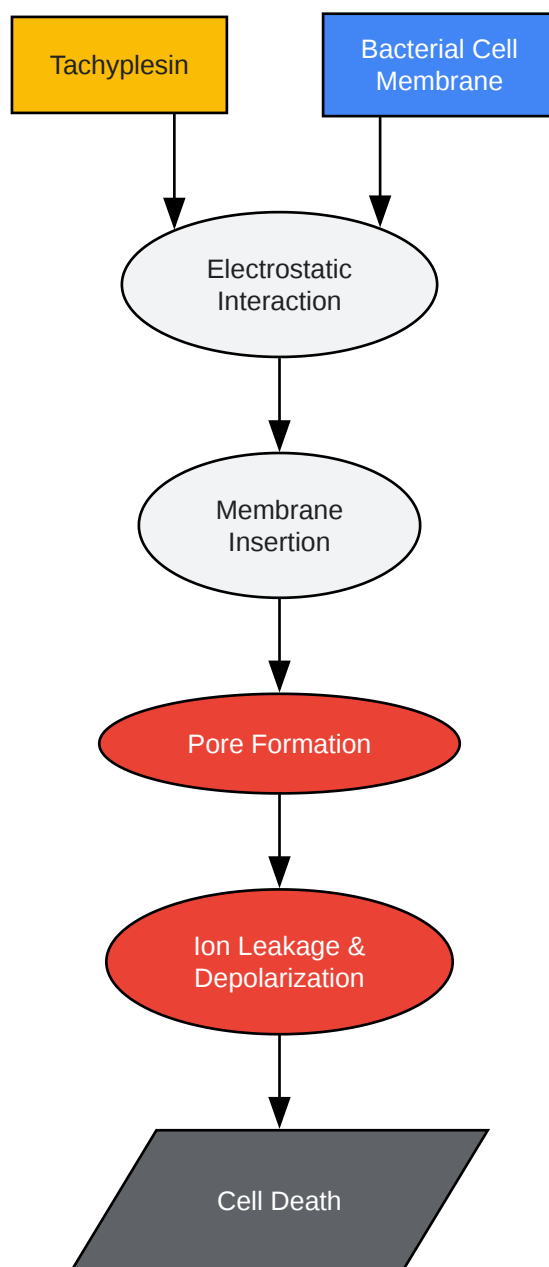 Tachyplesin
Bacterial Cell
Membrane
Electrostatic
Interaction
Membrane
Insertion
Pore Formation
Ion Leakage &
Depolarization
Cell Death